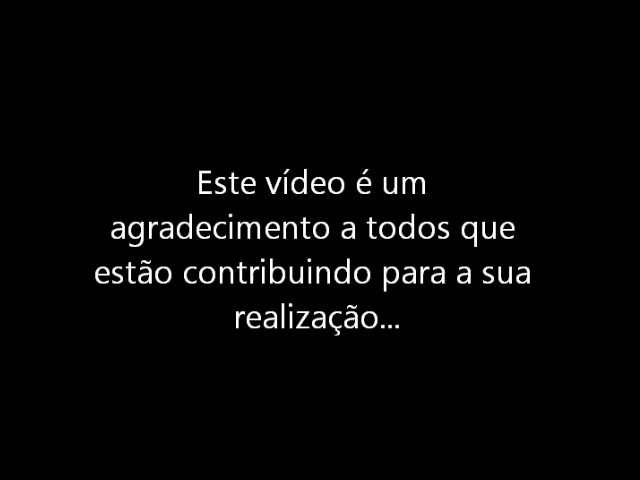 Este vídeo é um
agradecimento a todos que
estão contribuindo para a sua
realização...